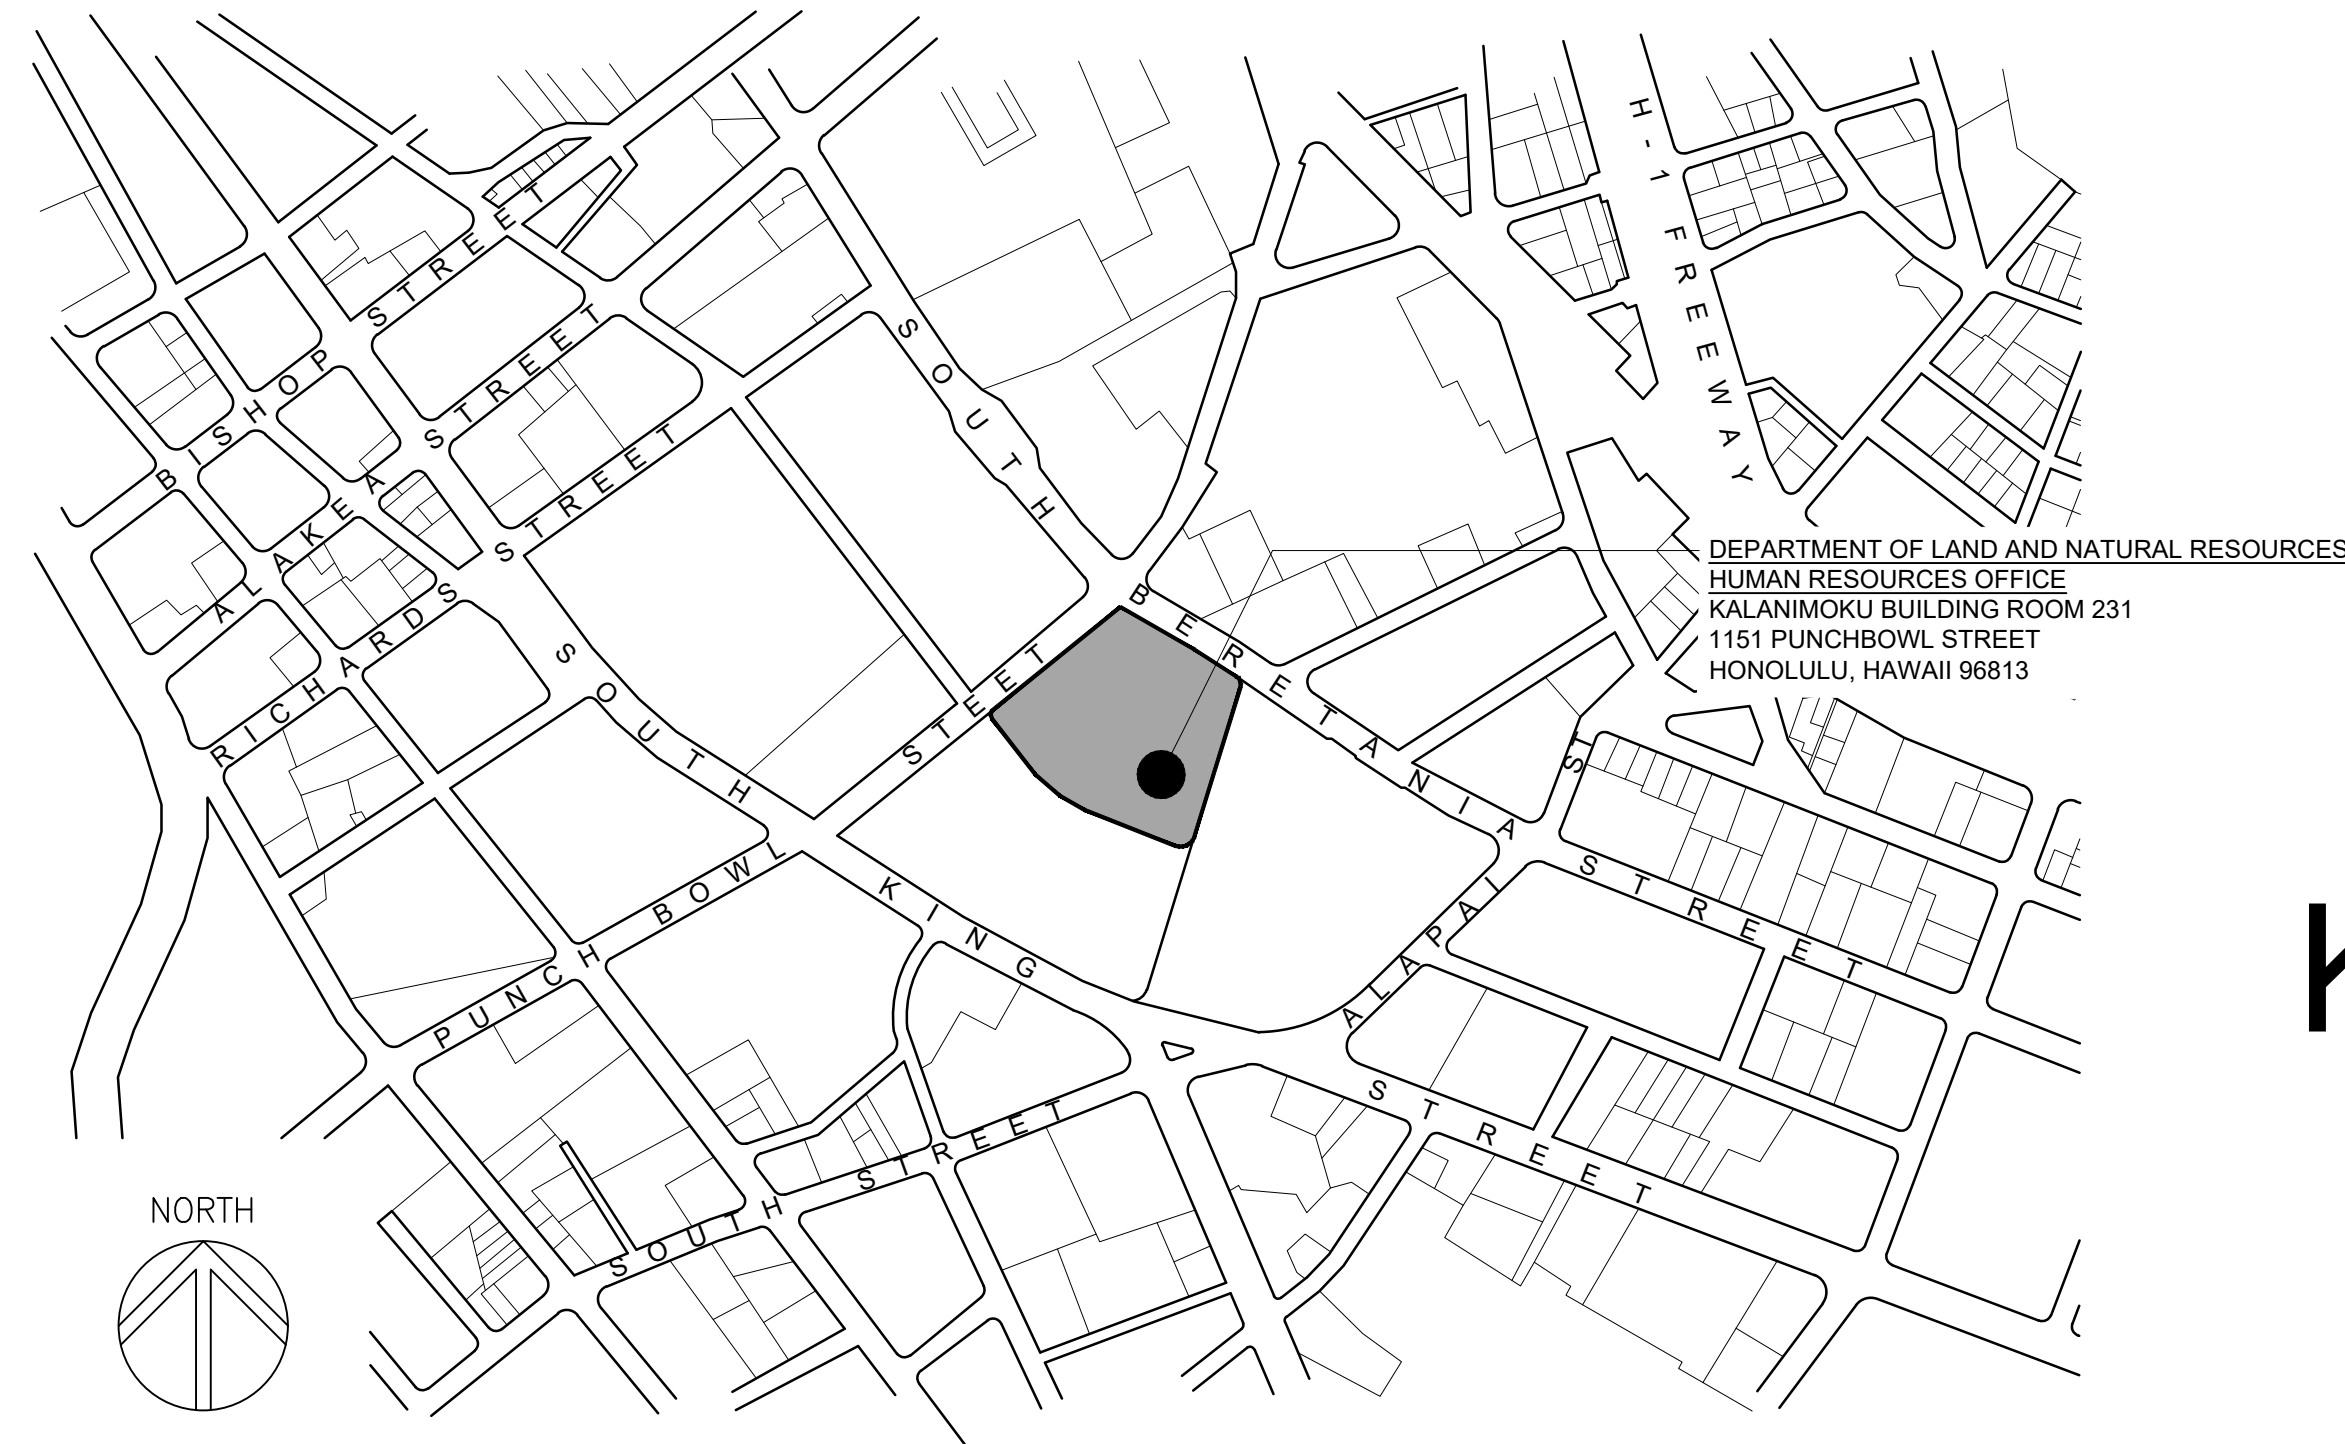 H-1 FREEWAY
STREET
STREET
STREET
BISHOP
ALAKEA
RICHARDS
SOUTH
SOUTH
BERETANIA STREET
DEPARTMENT OF LAND AND NATURAL RESOURCES
HUMAN RESOURCES OFFICE
KALANIMOKU BUILDING ROOM 231
1151 PUNCHBOWL STREET
HONOLULU, HAWAII 96813
PUNCH BOWL
STEET
KING
STREET
ALAPAI
ST
SOUTH STREET
NORTH